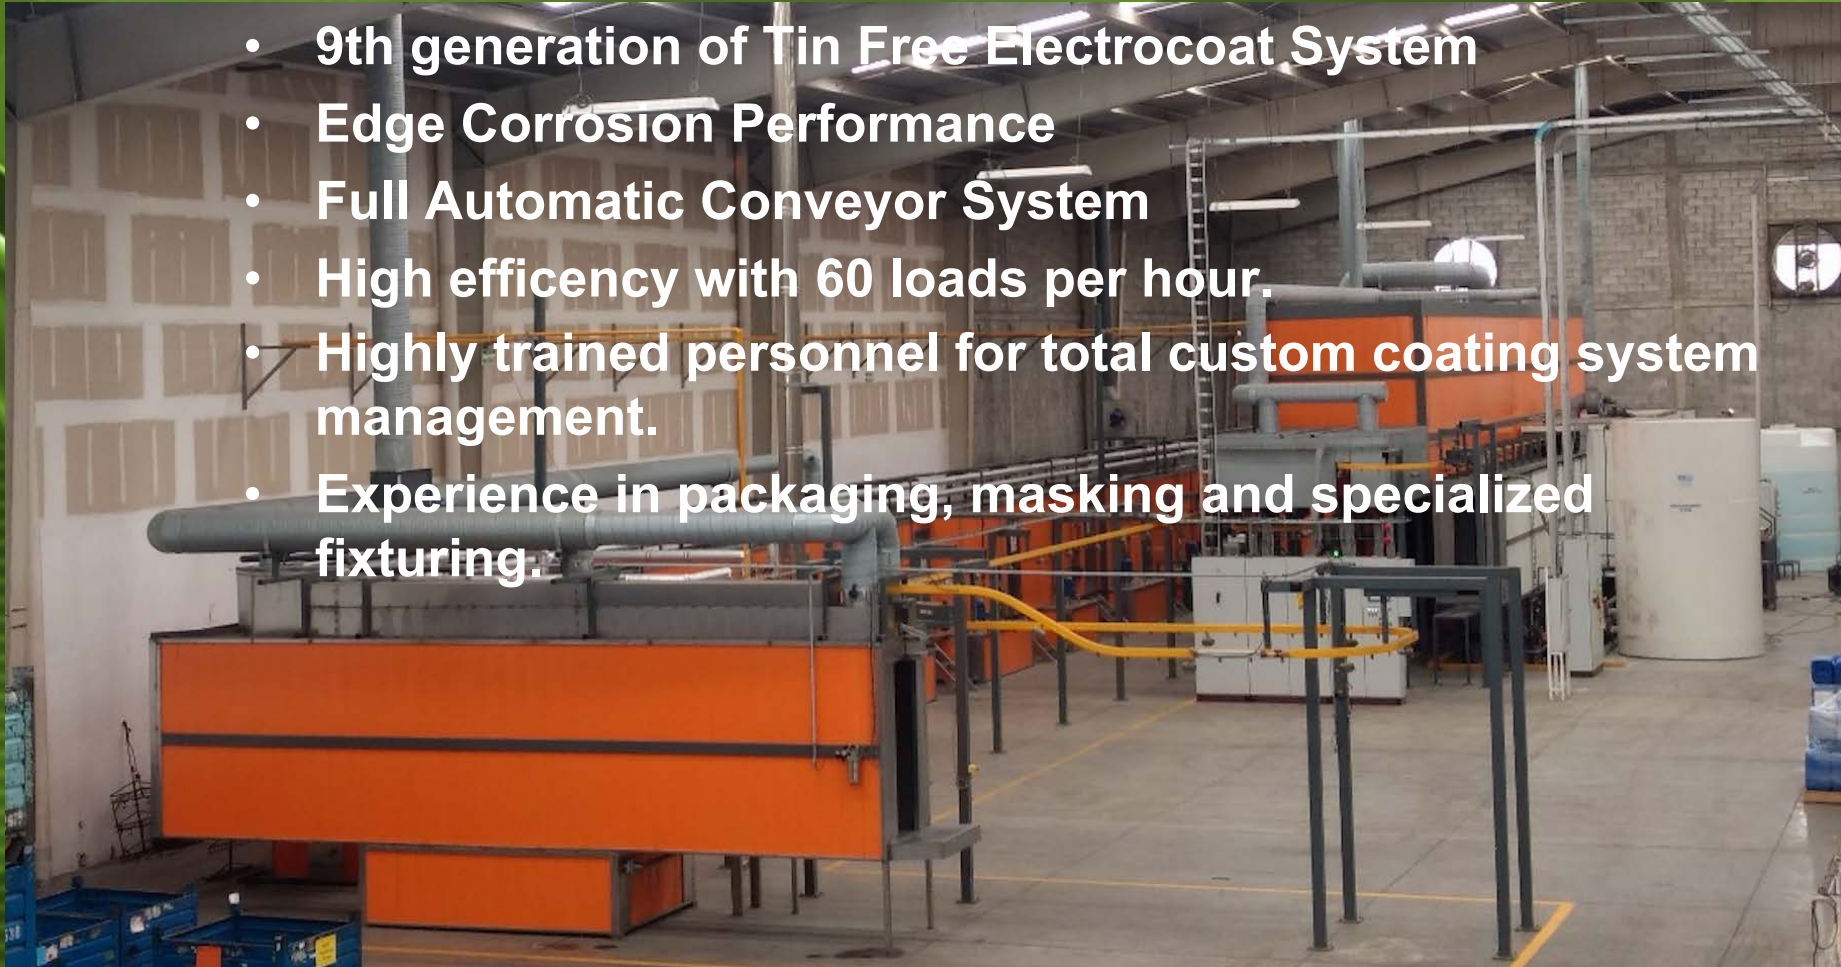 • 9th generation of Tin Free Electrocoat System
• Edge Corrosion Performance
• Full Automatic Conveyor System
• High efficency with 60 loads per hour.
• Highly trained personnel for total custom coating system
management.
• Experience in packaging, masking and specialized
fixturing.